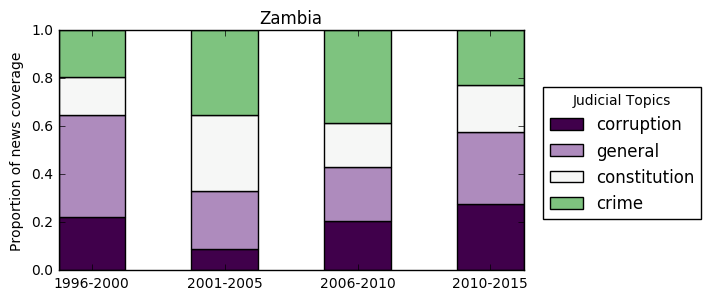 Zambia
Proportion of news coverage
1.0
0.8
0.6
0.4
0.2
0.0
1996-2000
2001-2005
2006-2010
2010-2015
Judicial Topics
corruption
general
constitution
crime